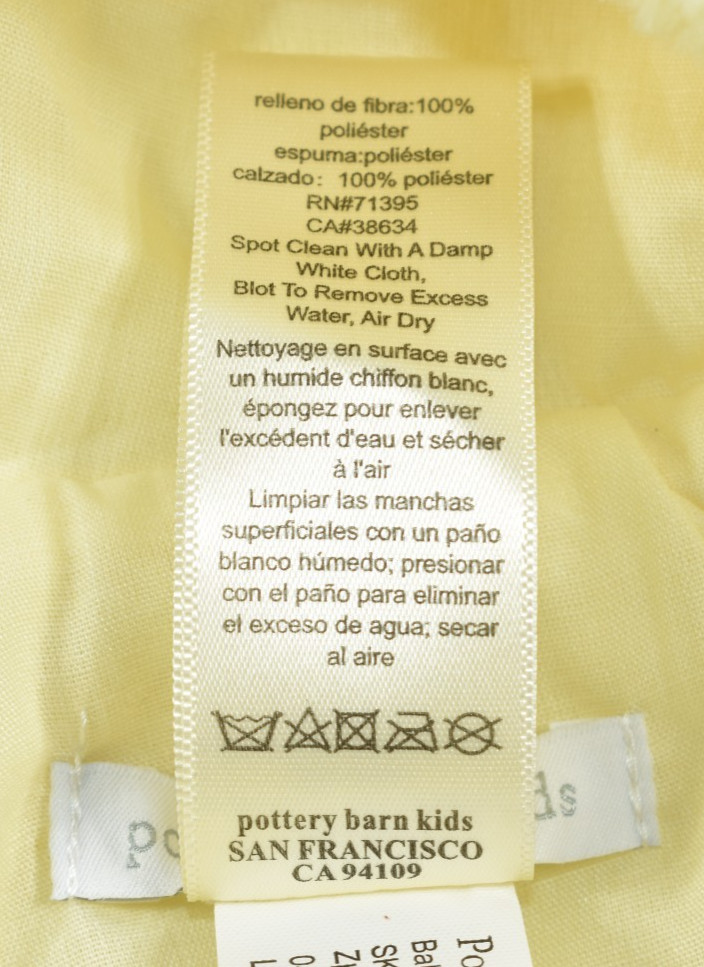 relleno de fibra:100%
poliéster
espuma:poliéster
calzado: 100% poliéster
RN#71395
CA#38634
Spot Clean With A Damp
White Cloth,
Blot To Remove Excess
Water, Air Dry
Nettoyage en surface avec
un humide chiffon blanc,
épongez pour enlever
l'excédent d'eau et sécher
à l'air
Limpiar las manchas
superficiales con un paño
blanco húmedo; presionar
con el paño para eliminar
el exceso de agua; secar
al aire
pottery barn kids
SAN FRANCISCO
CA 94109